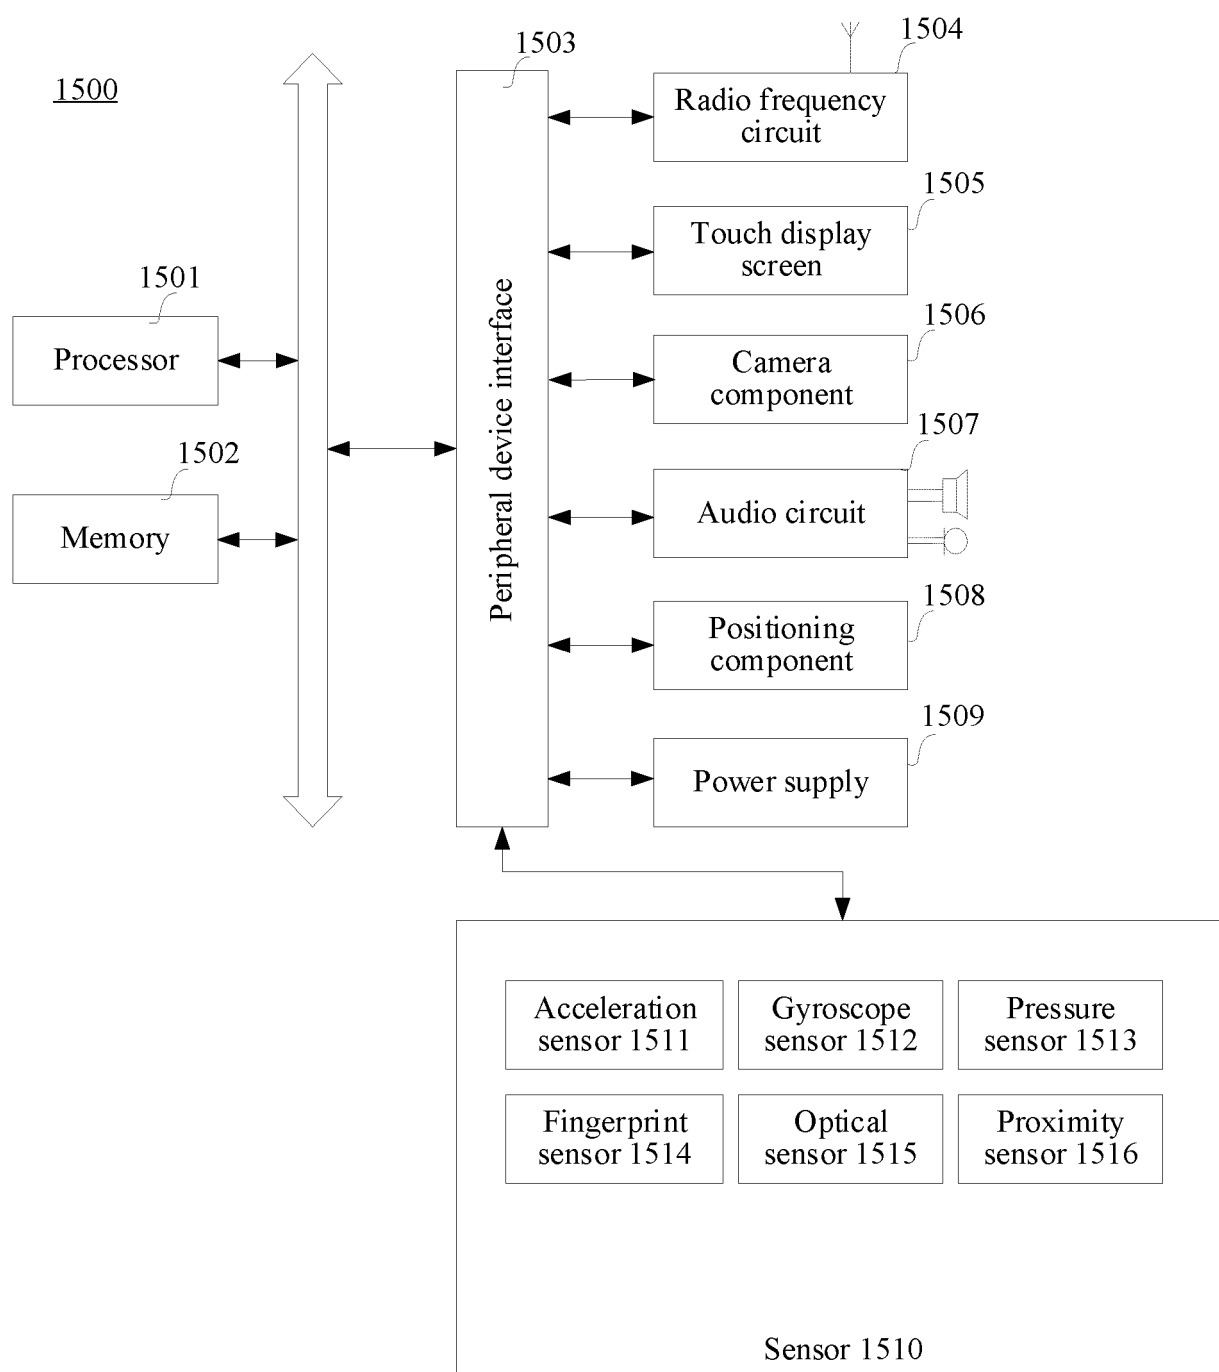 1500
1503
1504
Radio frequency
circuit
1505
Touch display
screen
1501
Processor
1506
Camera
component
Peripheral device interface
1502
Memory
1507
Audio circuit
1508
Positioning
component
1509
Power supply
Acceleration
sensor 1511
Gyroscope
sensor 1512
Pressure
sensor 1513
Fingerprint
sensor 1514
Optical
sensor 1515
Proximity
sensor 1516
Sensor 1510